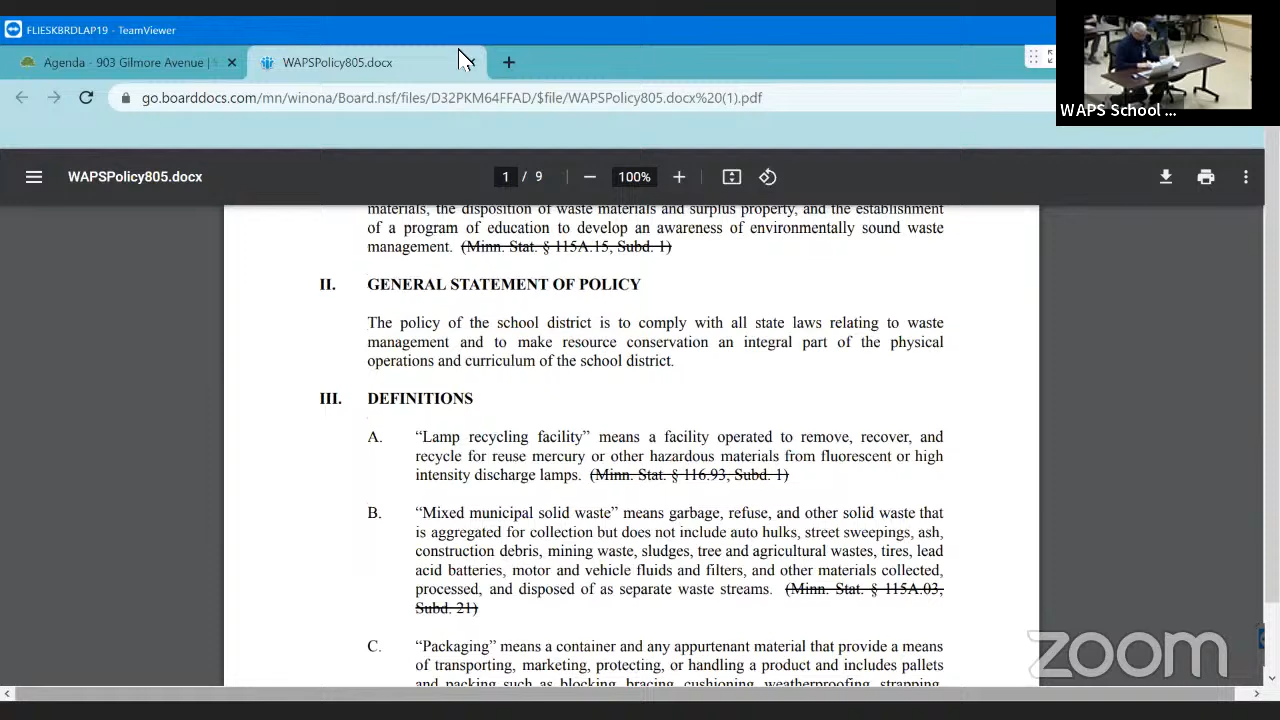 FLIESKBRDLAP19 - TeamViewer
Agenda - 903 Gilmore Avenue |
WAPSPolicy805.docx
go.boarddocs.com/mn/winona/Board.nsf/files/D32PKM64FFAD/$file/WAPSPolicy805.docx%20(1).pdf
WAPS School ...
WAPSPolicy805.docx
1 / 9
100%
materials, the disposition of waste materials and surplus property, and the establishment
of a program of education to develop an awareness of environmentally sound waste
management. (Minn. Stat. § 115A.15, Subd. 1)
II. GENERAL STATEMENT OF POLICY
The policy of the school district is to comply with all state laws relating to waste
management and to make resource conservation an integral part of the physical
operations and curriculum of the school district.
III. DEFINITIONS
A. “Lamp recycling facility” means a facility operated to remove, recover, and
recycle for reuse mercury or other hazardous materials from fluorescent or high
intensity discharge lamps. (Minn. Stat. § 116.93, Subd. 1)
B. “Mixed municipal solid waste” means garbage, refuse, and other solid waste that
is aggregated for collection but does not include auto hulks, street sweepings, ash,
construction debris, mining waste, sludges, tree and agricultural wastes, tires, lead
acid batteries, motor and vehicle fluids and filters, and other materials collected,
processed, and disposed of as separate waste streams. (Minn. Stat. § 115A.03,
Subd. 21)
C. “Packaging” means a container and any appurtenant material that provide a means
of transporting, marketing, protecting, or handling a product and includes pallets
and packing such as blocking, bracing, cushioning, weatherproofing, strapping,
zoom